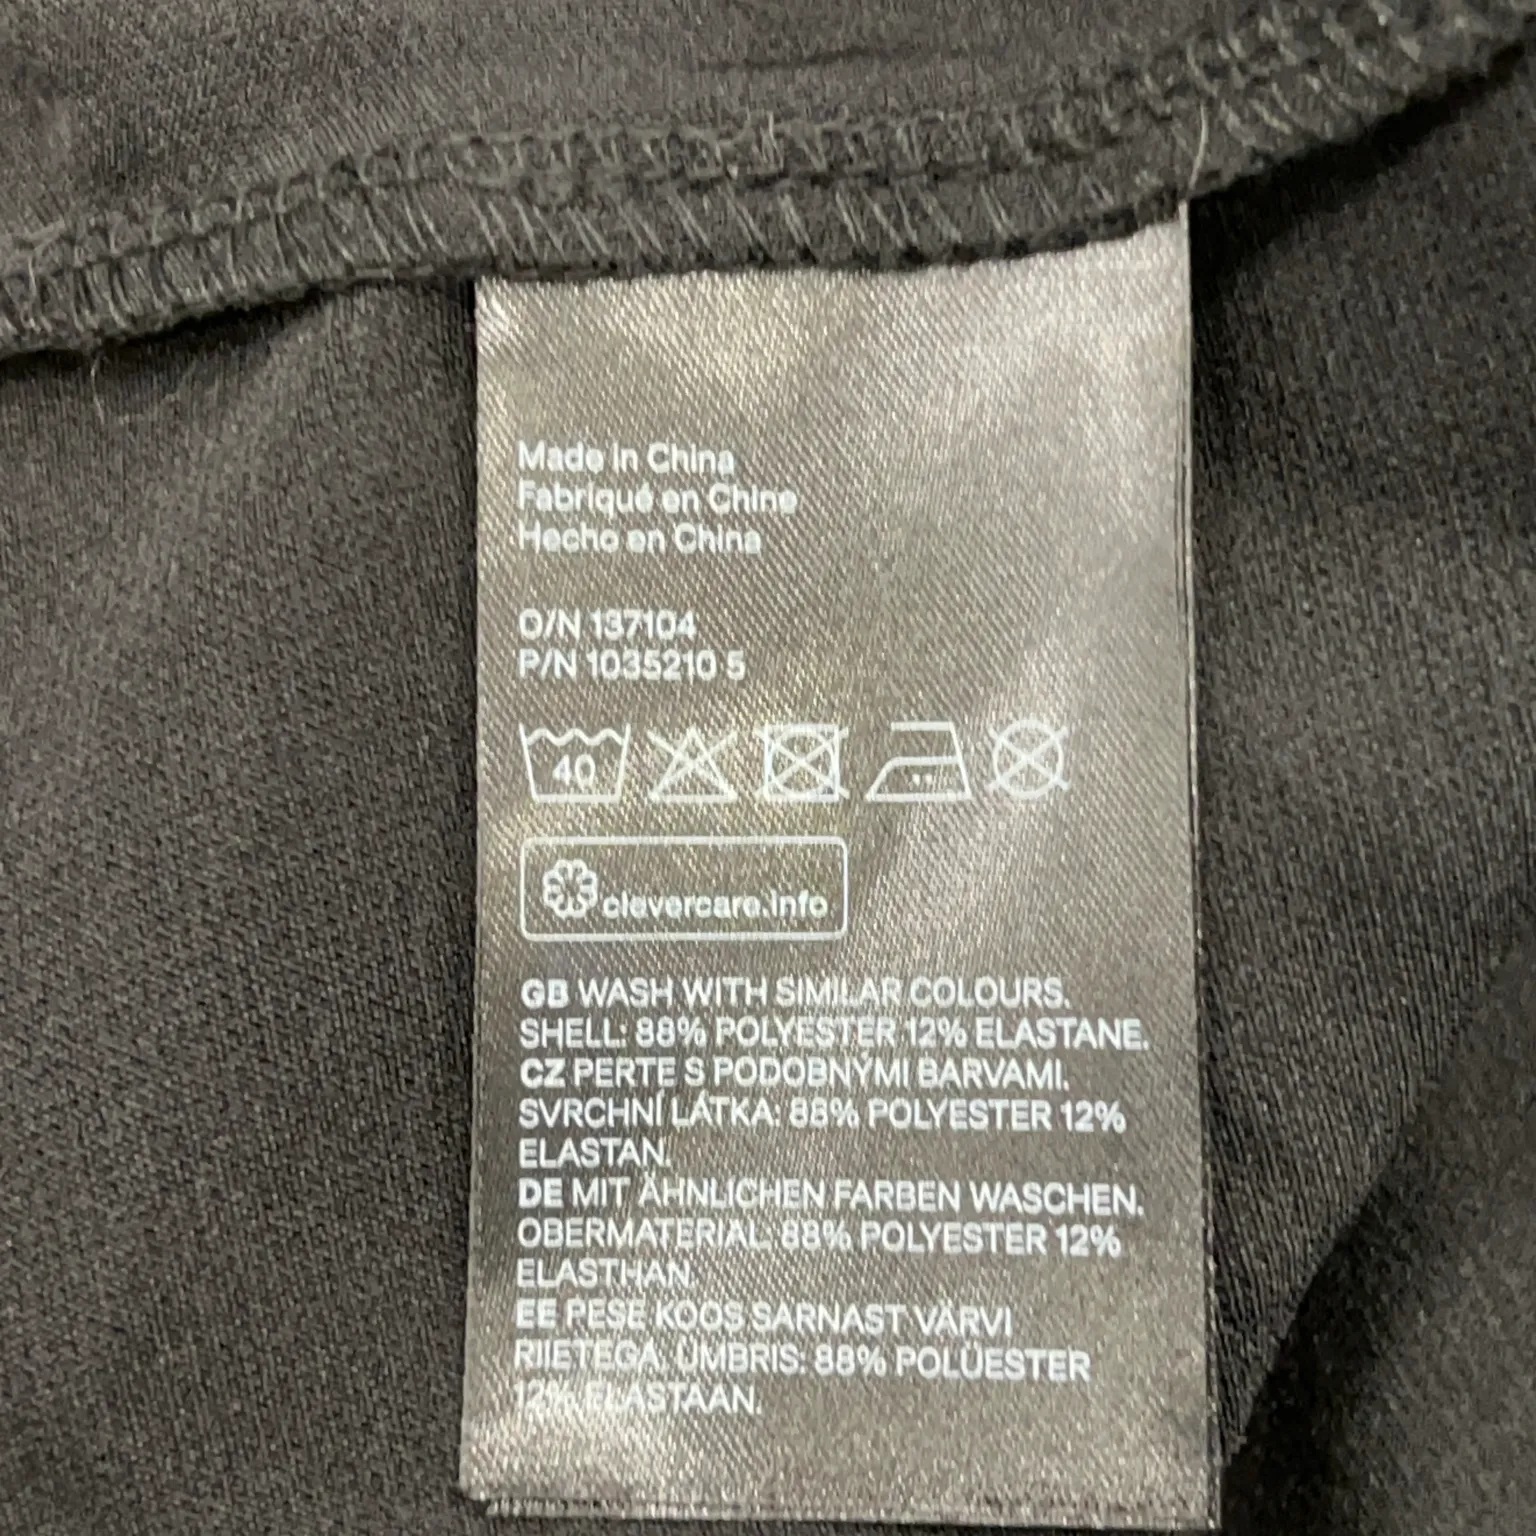 Made in China
Fabriqué en Chine
Hecho en China
O/N 137104
P/N 1035210 5
40
clevercare.info
GB WASH WITH SIMILAR COLOURS.
SHELL: 88% POLYESTER 12% ELASTANE.
CZ PERTE S PODOBNÝMI BARVAMI.
SVRCHNÍ LÁTKA: 88% POLYESTER 12%
ELASTAN.
DE MIT ÄHNLICHEN FARBEN WASCHEN.
OBERMATERIAL: 88% POLYESTER 12%
ELASTHAN.
EE PESE KOOS SARNAST VÄRVI
RIIETEGA. ÜMBRIS: 88% POLÜESTER
12% ELASTAAN.